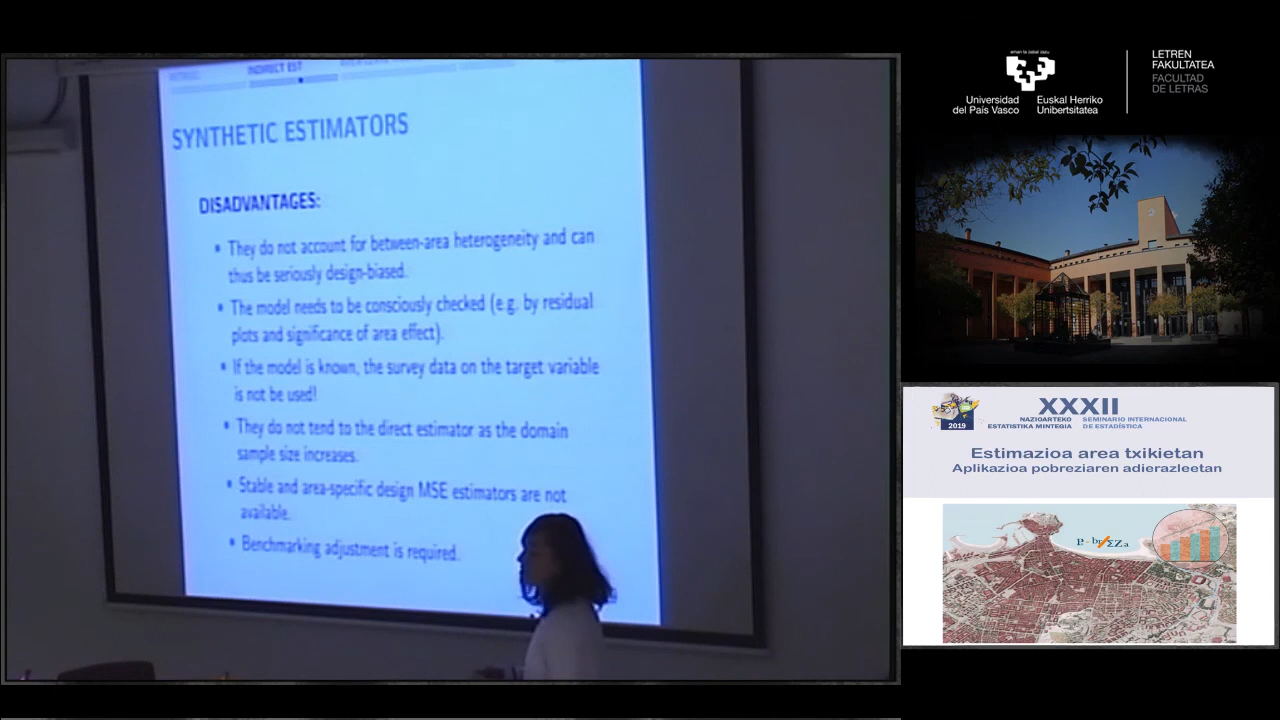 INDIRECT EST
SYNTHETIC ESTIMATORS
DISADVANTAGES:
They do not account for between-area heterogeneity and can
thus be seriously design-biased.
The model needs to be consciously checked (e.g. by residual
plots and significance of area effect).
If the model is known, the survey data on the target variable
is not be used!
They do not tend to the direct estimator as the domain
sample size increases.
Stable and area-specific design MSE estimators are not
available.
Benchmarking adjustment is required.
eman ta zabal zazu
Universidad
del País Vasco
Euskal Herriko
Unibertsitatea
LETREN
FAKULTATEA
FACULTAD
DE LETRAS
2019
XXXII
NAZIOARTEKO
ESTATISTIKA MINTEGIA
SEMINARIO INTERNACIONAL
DE ESTADÍSTICA
Estimazioa area txikietan
Aplikazioa pobreziaren adierazleetan